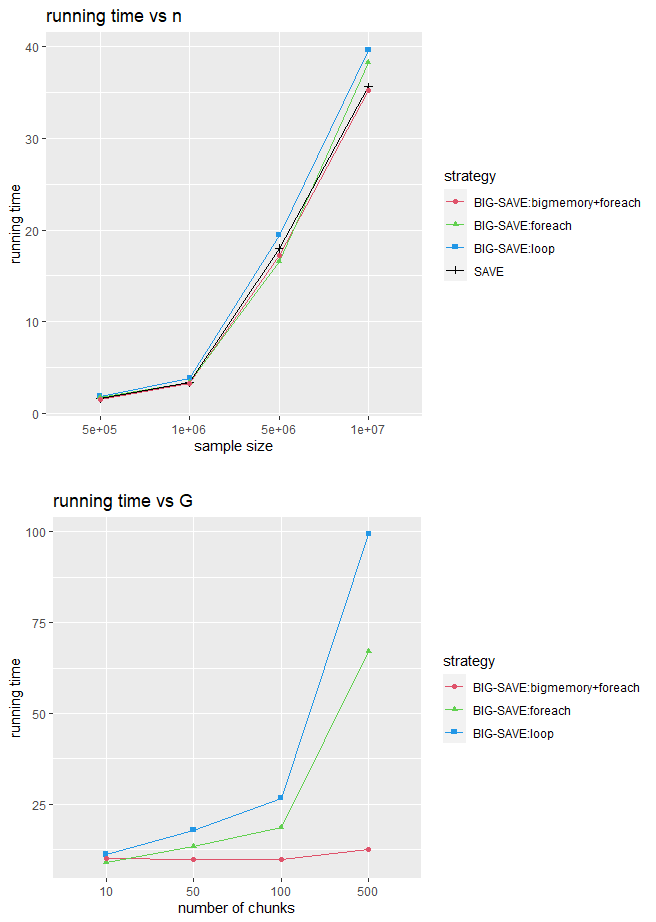 running time vs n
40
30
20
10
0
running time
5e+05 1e+06 5e+06 1e+07
sample size
strategy
BIG-SAVE:bigmemory+foreach
BIG-SAVE:foreach
BIG-SAVE:loop
SAVE
running time vs G
100
75
50
25
running time
10 50 100 500
number of chunks
strategy
BIG-SAVE:bigmemory+foreach
BIG-SAVE:foreach
BIG-SAVE:loop